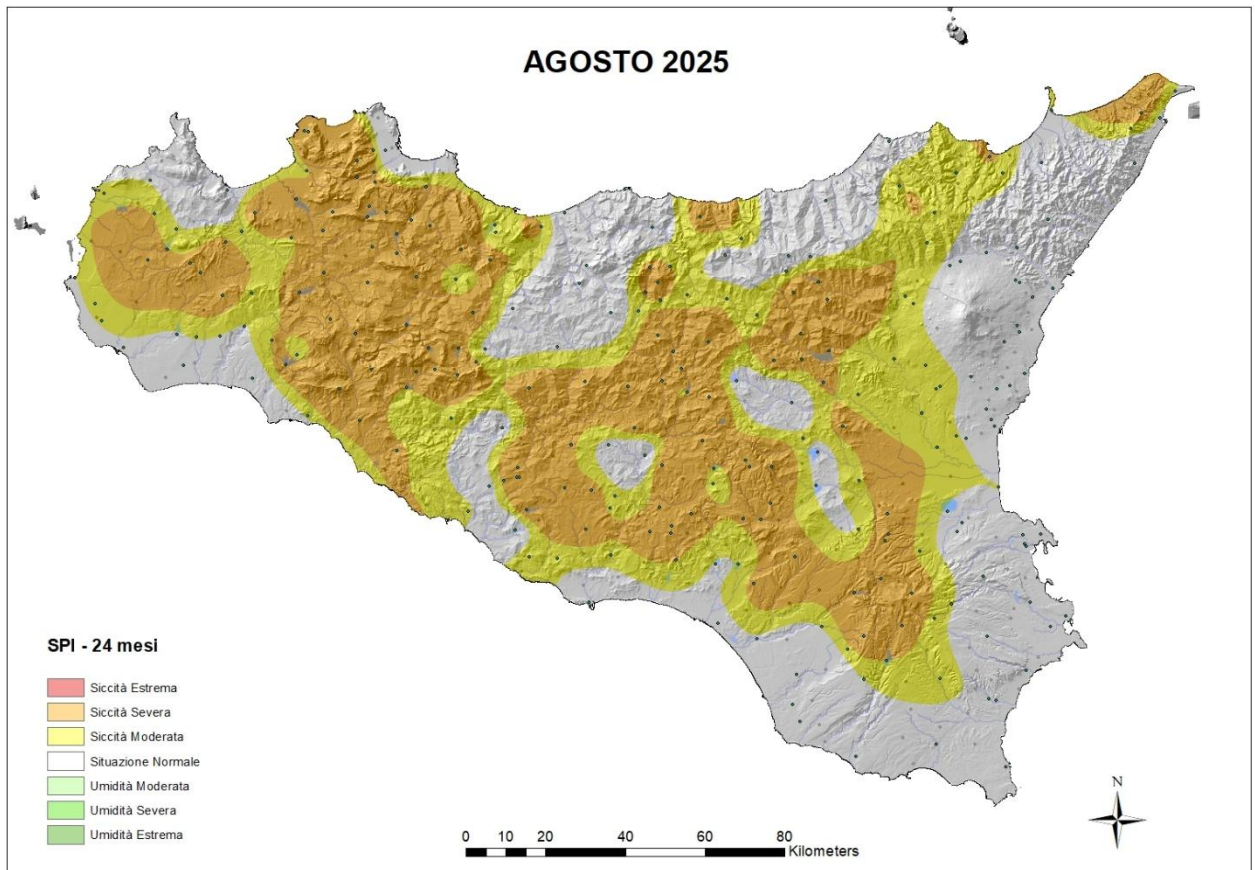 AGOSTO 2025
SPI - 24 mesi
Siccità Estrema
Siccità Severa
Siccità Moderata
Situazione Normale
Umidità Moderata
Umidità Severa
Umidità Estrema
N
0 10 20 40 60 80
Kilometers